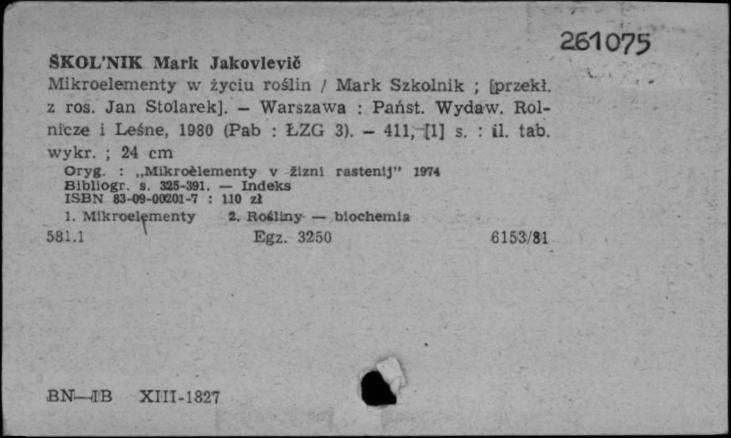 261075
ŠKOL'NIK Mark Jakovlevič
Mikroelementy w życiu roślin / Mark Szkolnik ; [przekł.
z ros. Jan Stolarek]. — Warszawa : Państ. Wydaw. Rol-
nicze i Leśne, 1980 (Pab : ŁZG 3). — 411, [1] s. : il. tab.
wykr. ; 24 cm
Oryg. : „Mikroèlementy v žizni rastenij" 1974
Bibliogr. s. 325-391. — Indeks
ISBN 83-09-00201-7 : 110 zł
1. Mikroelementy 2. Rośliny — biochemia
581.1 Egz. 3250 6153/81
BN—IB XIII-1827